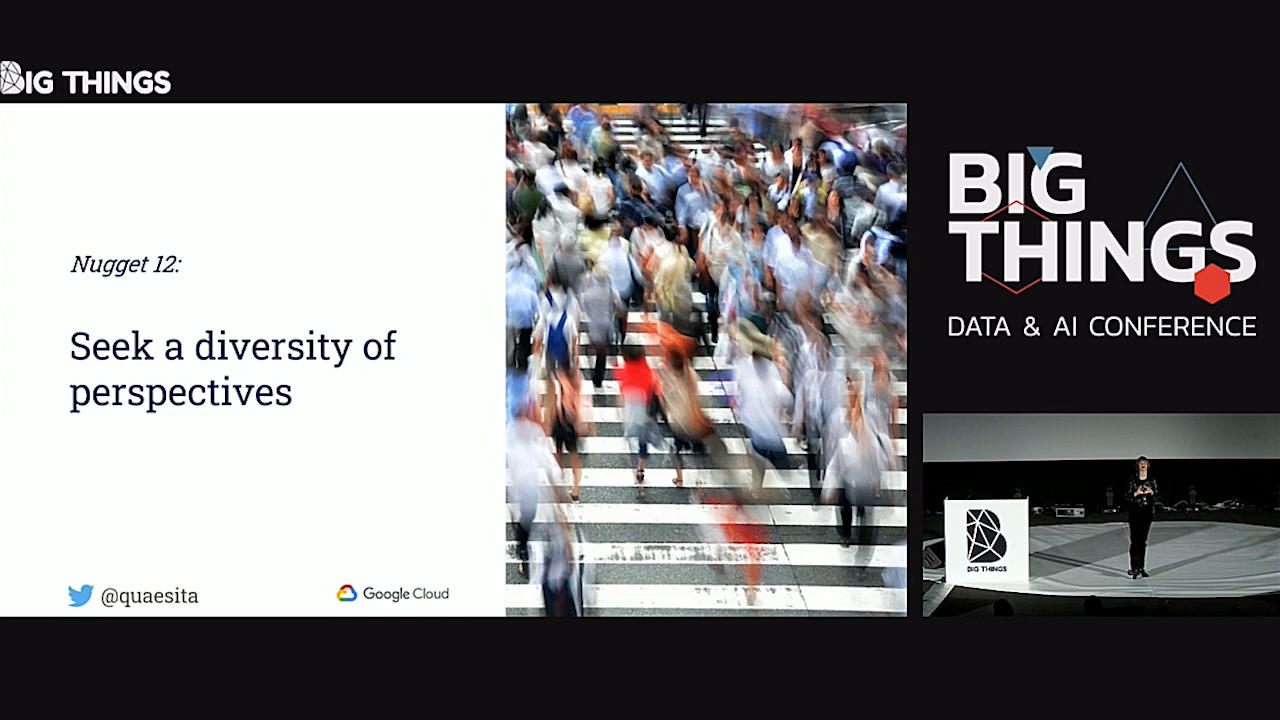 BIG THINGS
Nugget 12:
Seek a diversity of
perspectives
@quaesita
Google Cloud
BIG
THINGS
DATA & AI CONFERENCE
B
BIG THINGS